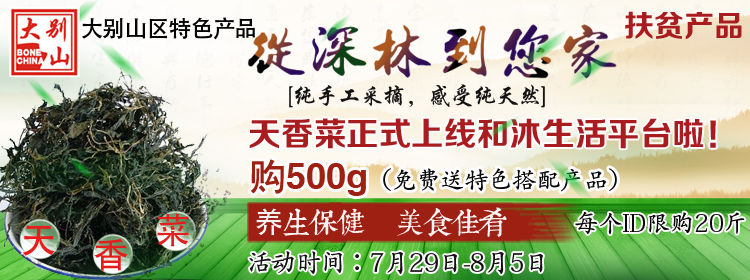 大别山
BONE
CHINA
大别山区特色产品
扶贫产品
從深林到您家
[纯手工采摘，感受纯天然]
天香菜正式上线和沐生活平台啦！
购500g（免费送特色搭配产品）
养生保健 美食佳肴
每个ID限购20斤
天香菜
活动时间：7月29日-8月5日